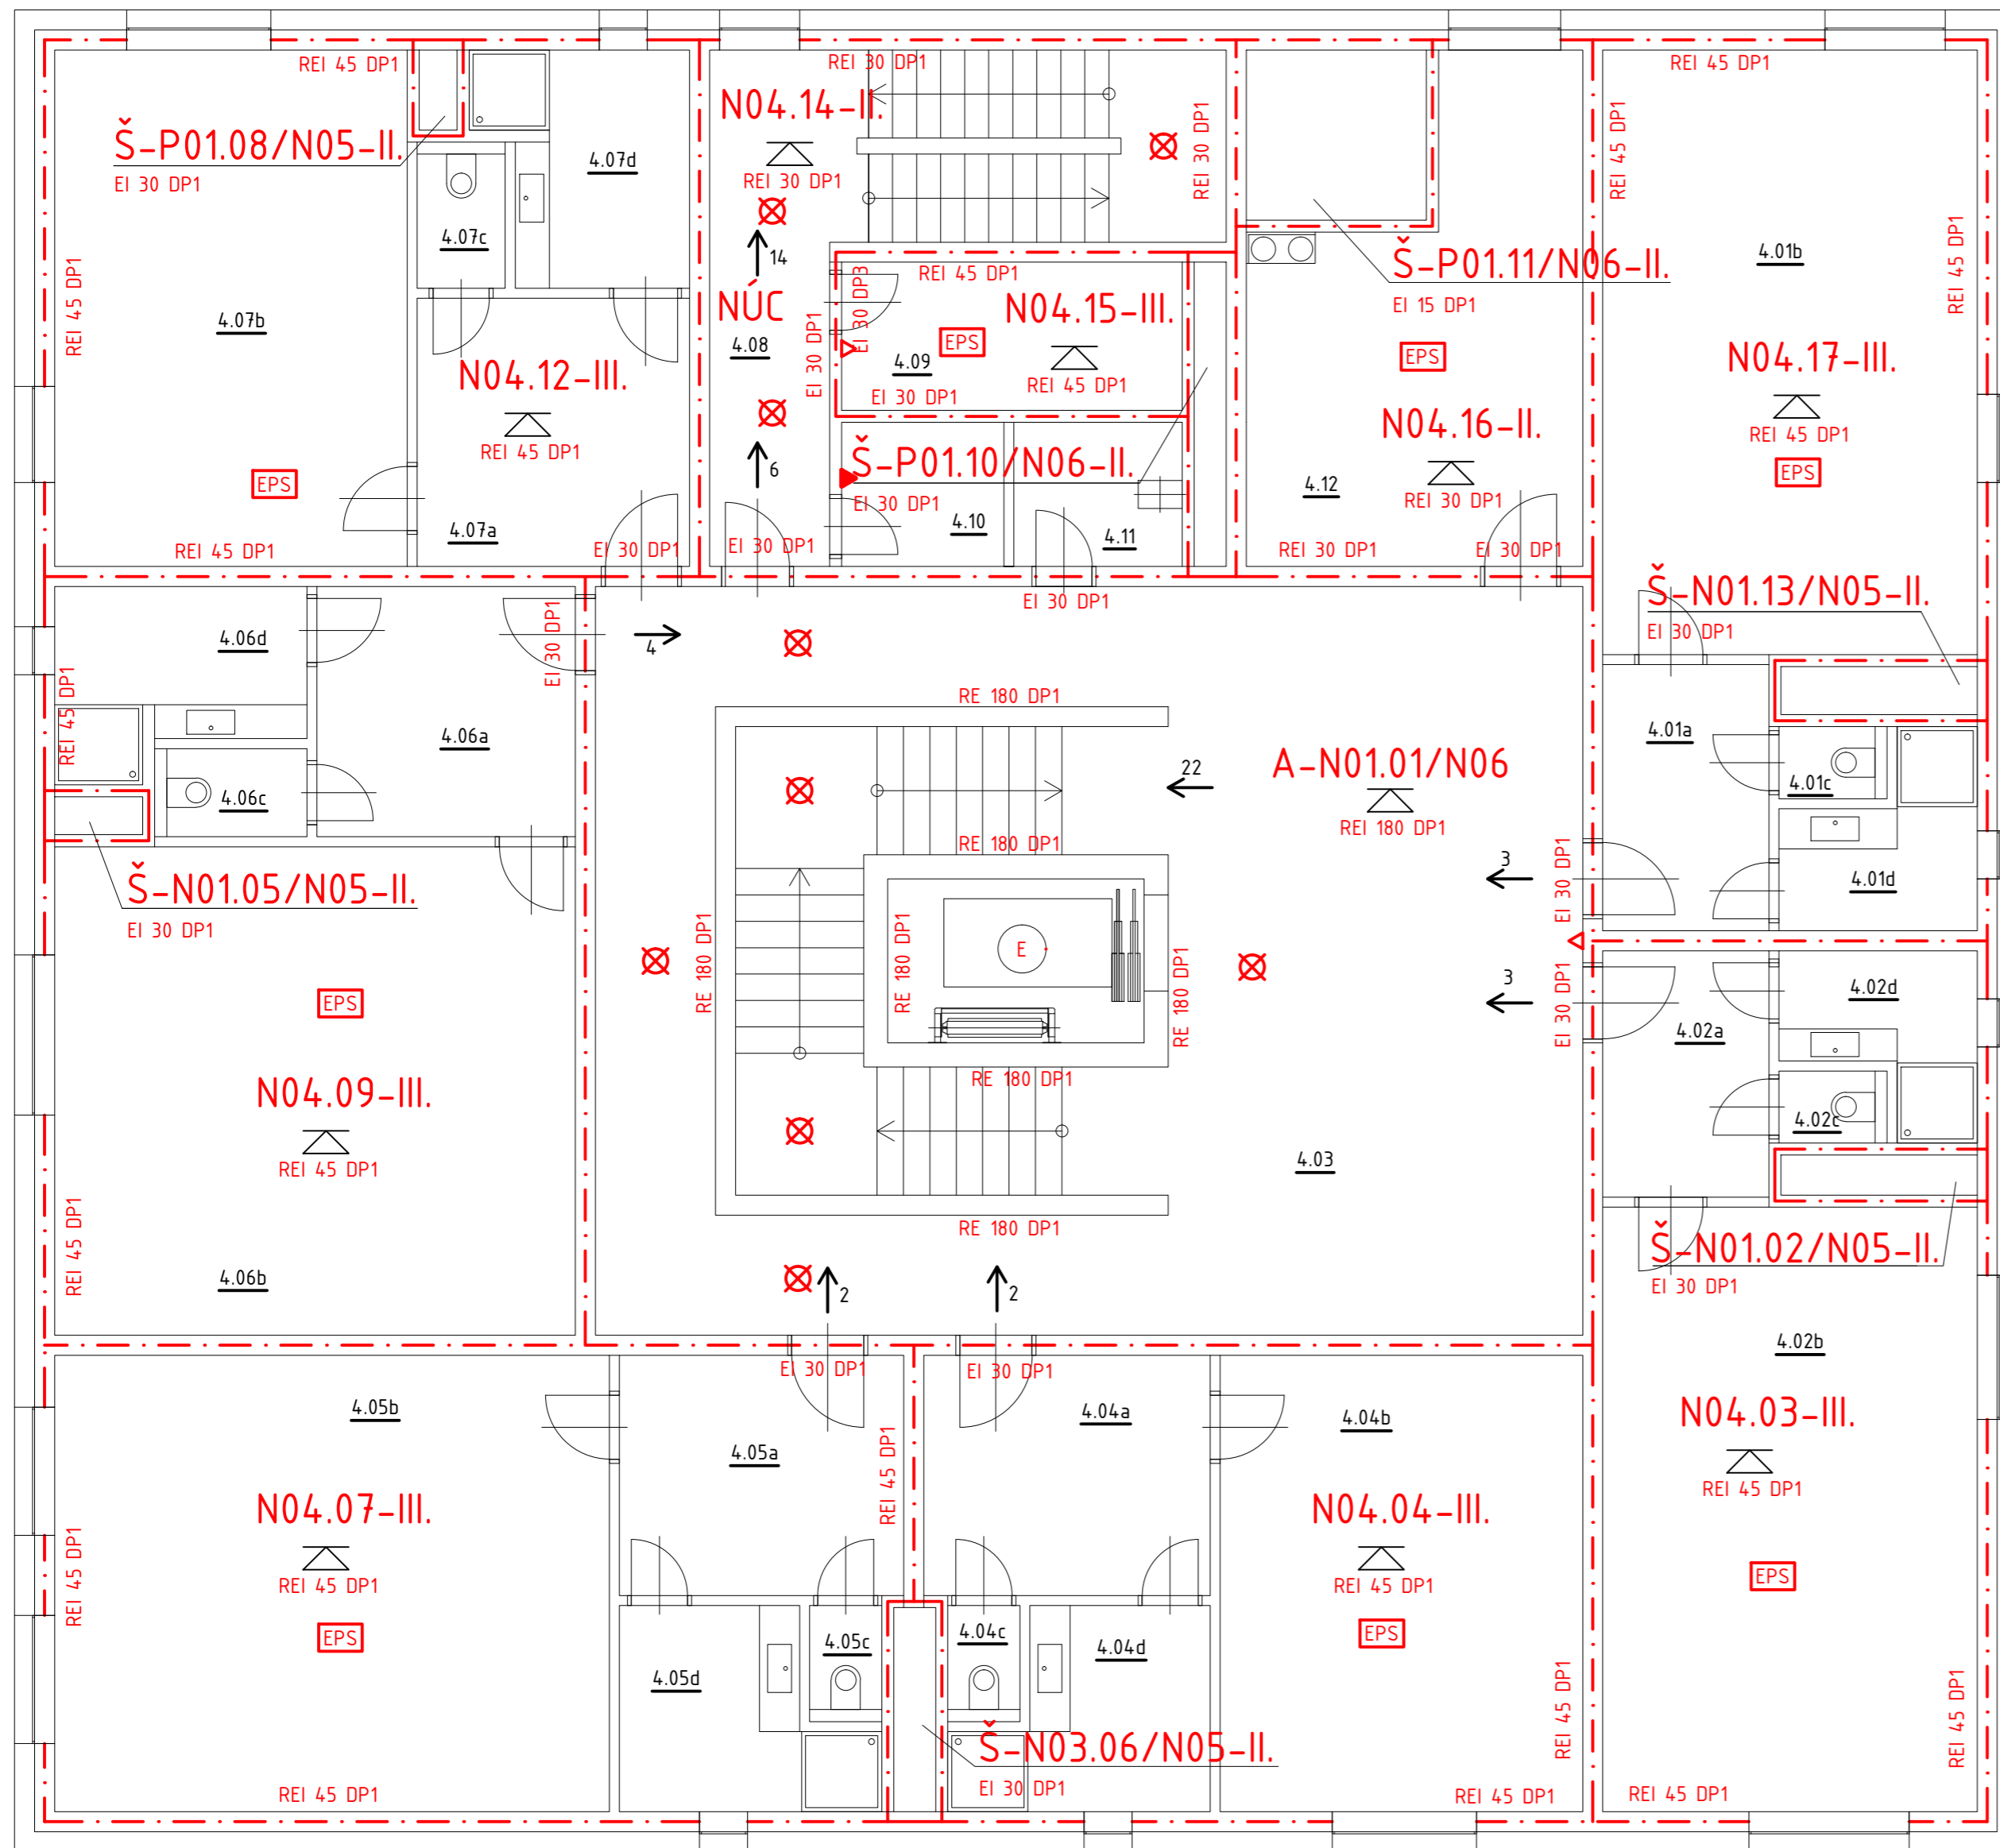 REI 45 DP1
REI 30 DP1
REI 45 DP1
N04.14-II.
Š-P01.08/N05-II.
EI 30 DP1
4.07d
REI 30 DP1
REI 30 DP1
REI 45 DP1
4.07c
14
4.01b
REI 45 DP1
REI 45 DP1
REI 45 DP1
Š-P01.11/N06-II.
EI 15 DP1
NÚC
4.08
EI 30 DP1
EI 30 DP3
N04.15-III.
EPS
4.09
REI 45 DP1
EI 30 DP1
4.07b
N04.12-III.
REI 45 DP1
EPS
N04.17-III.
REI 45 DP1
EPS
N04.16-II.
REI 30 DP1
6
Š-P01.10/N06-II.
EI 30 DP1
EPS
4.07a
4.10
4.11
4.12
REI 45 DP1
EI 30 DP1
EI 30 DP1
REI 30 DP1
EI 30 DP1
EI 30 DP1
Š-N01.13/N05-II.
EI 30 DP1
4.06d
EI 30 DP1
4
REI 45 DP1
RE 180 DP1
4.06a
4.01a
22
A-N01.01/N06
REI 180 DP1
4.06c
4.01c
RE 180 DP1
3
EI 30 DP1
4.01d
Š-N01.05/N05-II.
EI 30 DP1
RE 180 DP1
RE 180 DP1
E
RE 180 DP1
EPS
3
EI 30 DP1
4.02d
4.02a
N04.09-III.
REI 45 DP1
RE 180 DP1
4.02c
4.03
REI 45 DP1
RE 180 DP1
Š-N01.02/N05-II.
EI 30 DP1
4.06b
2
2
4.02b
EI 30 DP1
EI 30 DP1
4.05b
4.04a
4.04b
N04.03-III.
REI 45 DP1
4.05a
REI 45 DP1
N04.07-III.
REI 45 DP1
REI 45 DP1
EPS
N04.04-III.
REI 45 DP1
EPS
EPS
4.05c
4.04c
4.04d
4.05d
REI 45 DP1
REI 45 DP1
Š-N03.06/N05-II.
EI 30 DP1
REI 45 DP1
REI 45 DP1
REI 45 DP1